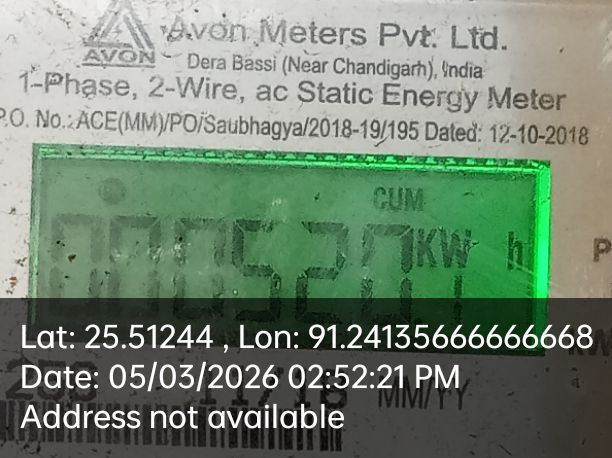 AVON
Avon Meters Pvt. Ltd.
Dera Bassi (Near Chandigarh), India
1-Phase, 2-Wire, ac Static Energy Meter
P.O. No.: ACE(MM)/PO/Saubhagya/2018-19/195 Dated: 12-10-2018
CUM
KW h
P
Lat: 25.51244 , Lon: 91.24135666666668
Date: 05/03/2026 02:52:21 PM
MM/YY
Address not available